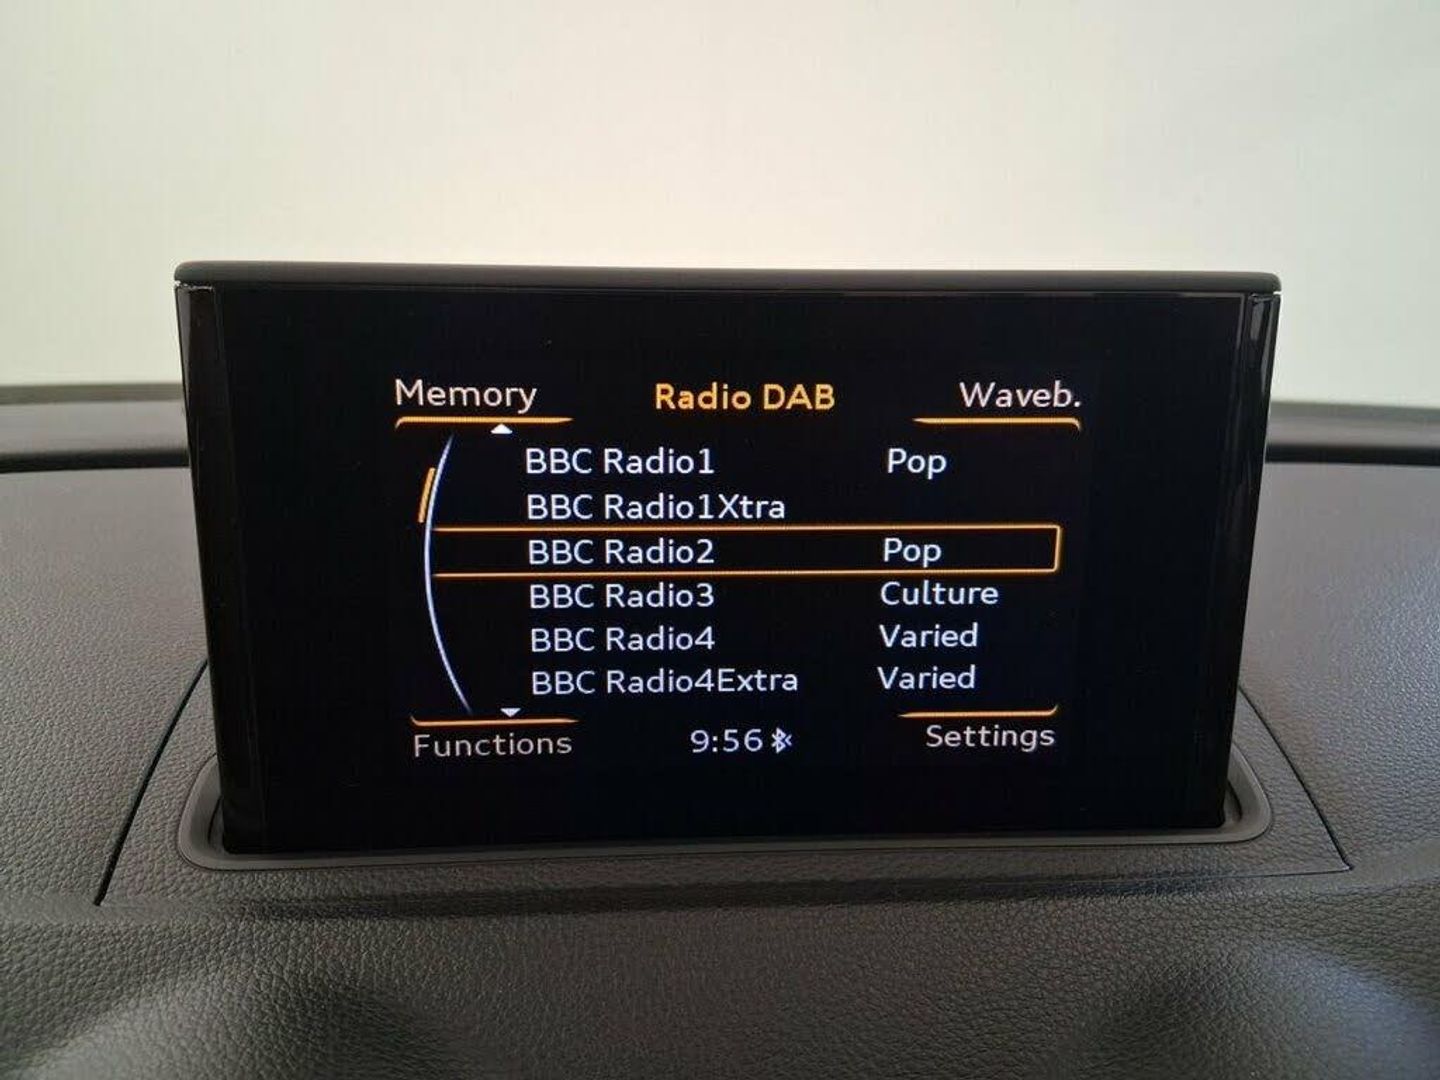 Memory Radio DAB Waveb.
BBC Radio1 Pop
BBC Radio1Xtra
BBC Radio2 Pop
BBC Radio3 Culture
BBC Radio4 Varied
BBC Radio4Extra Varied
Functions 9:56 Settings